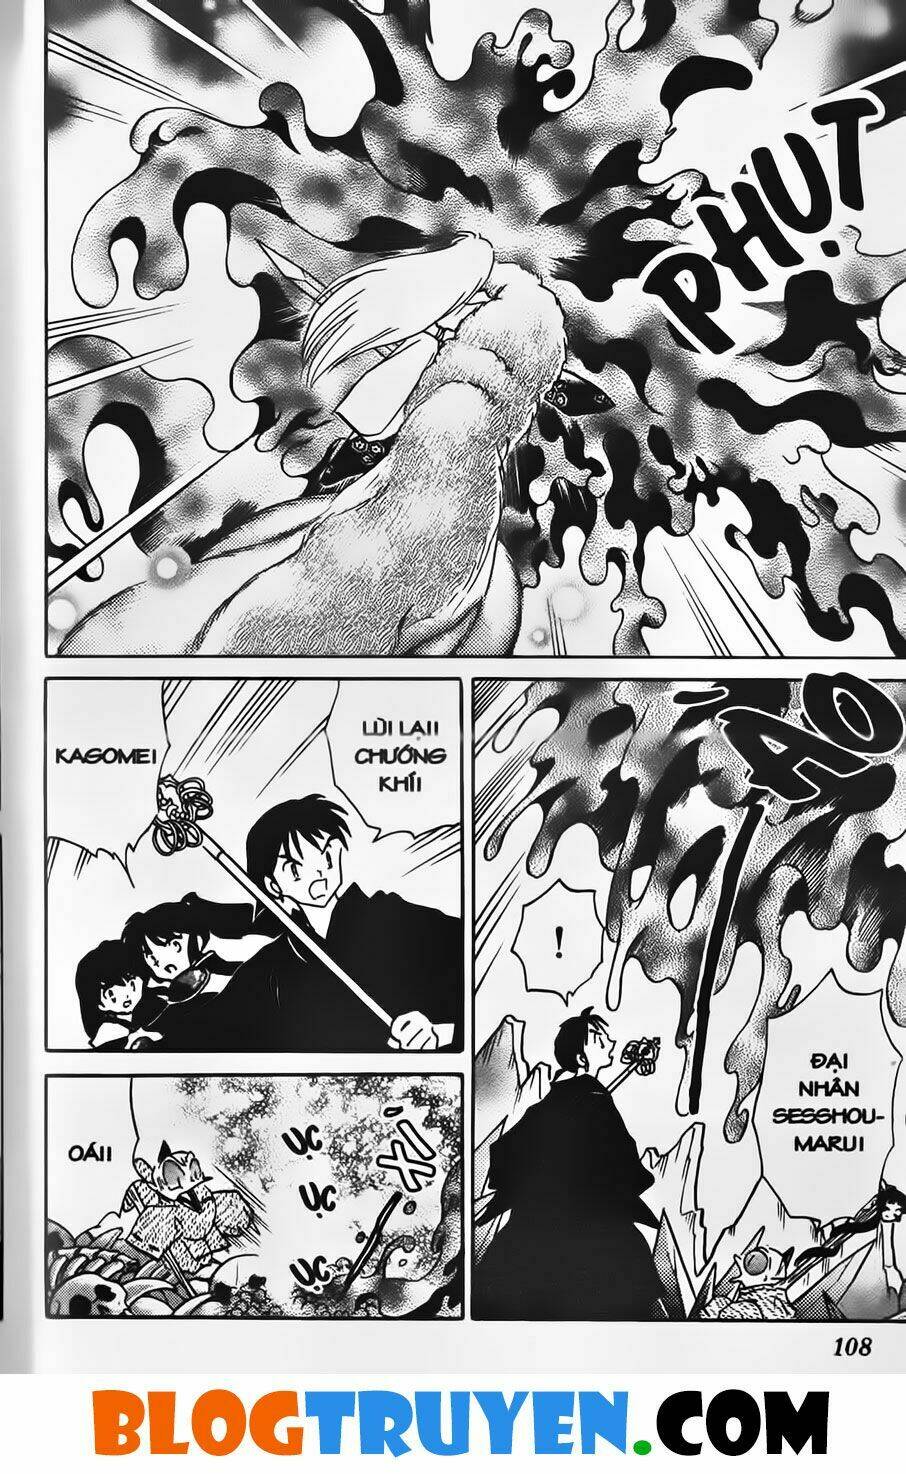 PHỤT
ÀO
!
ĐẠI
NHÂN
SESSHOU-
MARU!
LÙI LẠI!
CHƯỚNG
KHÍ!
KAGOME!
OÁI!
ỤC
ỤC
ỤC
XÌ
108
BLOGTRUYEN.COM